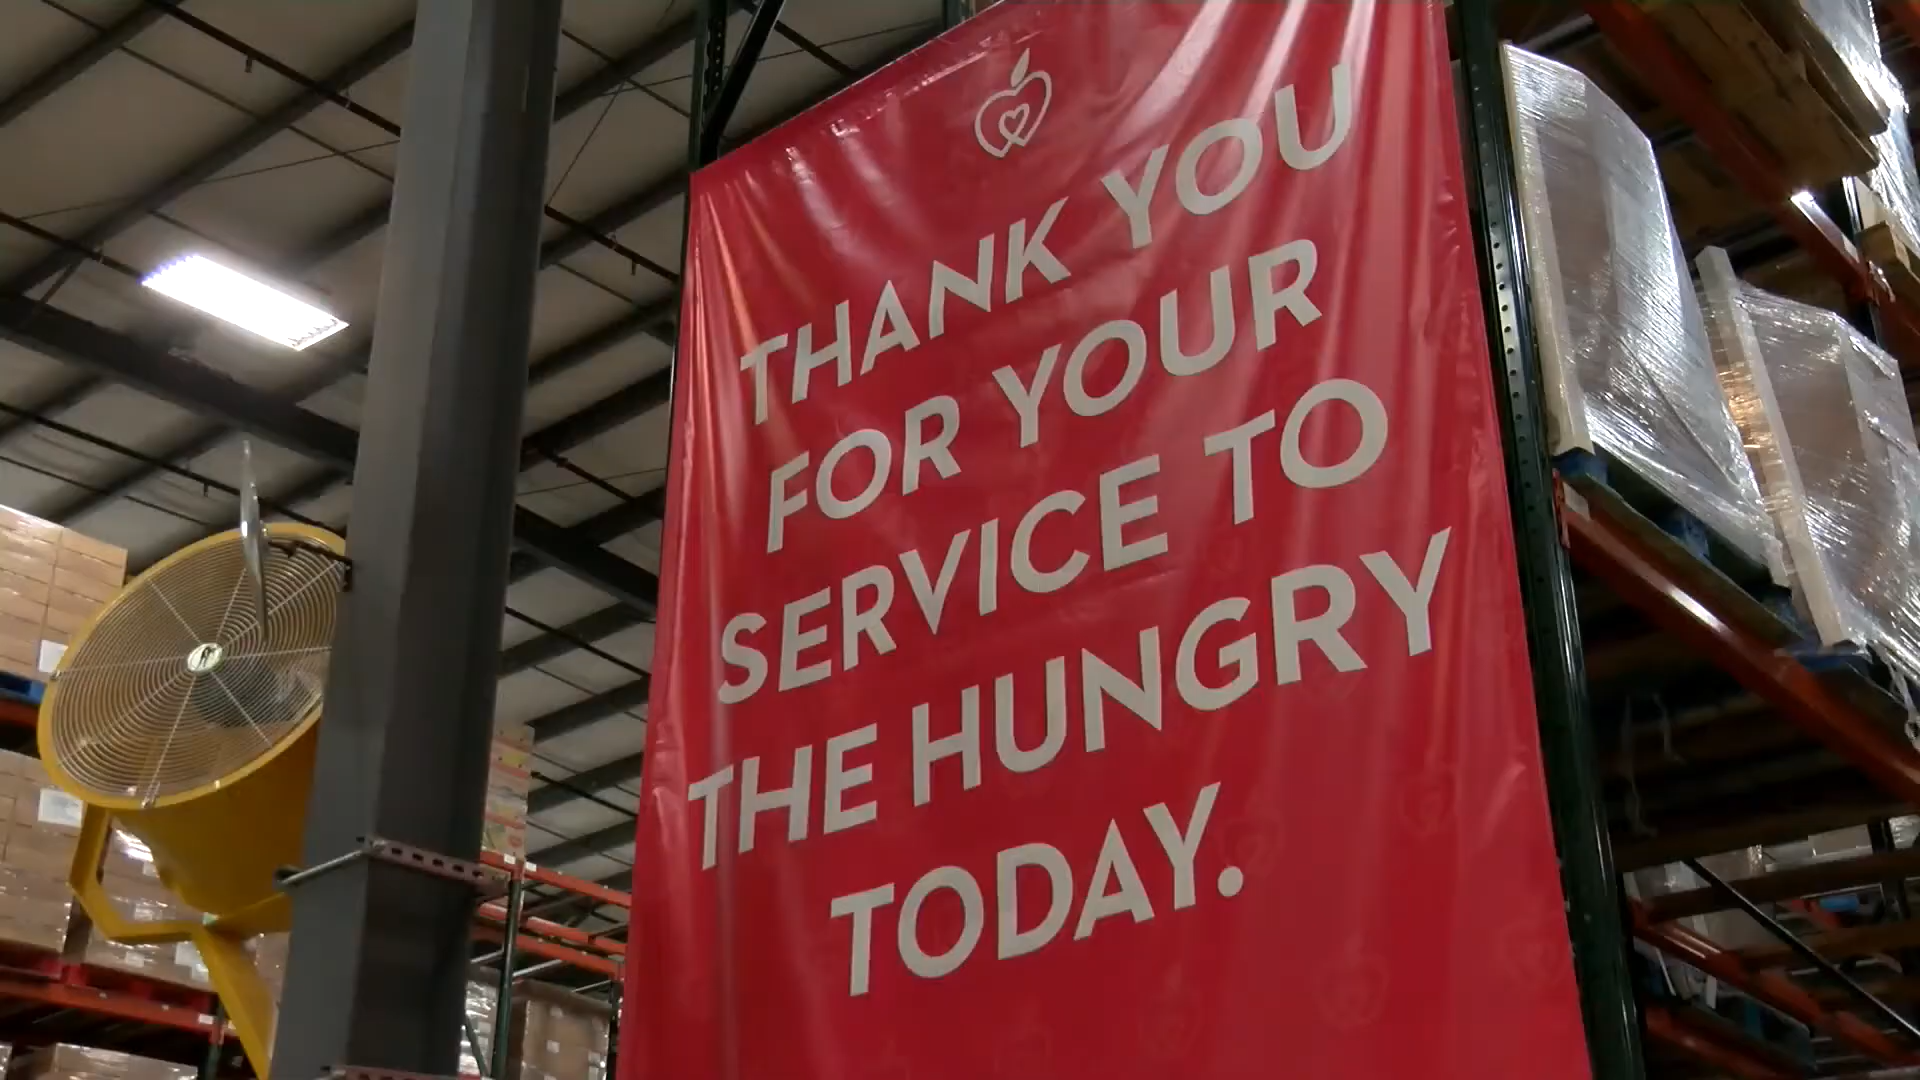 THANK YOU
FOR YOUR
SERVICE TO
THE HUNGRY
TODAY.